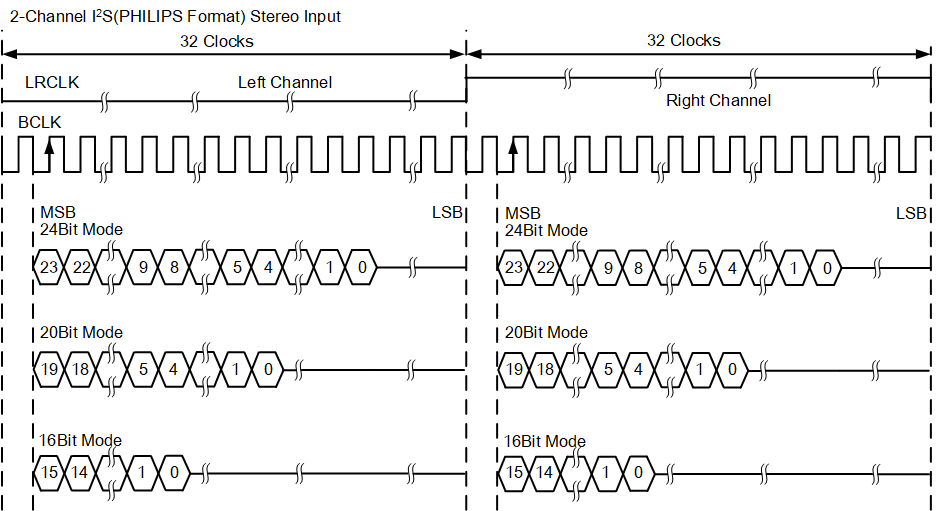 2-Channel I²S(PHILIPS Format) Stereo Input
32 Clocks 32 Clocks
LRCLK Left Channel
Right Channel
BCLK
MSB LSB MSB LSB
24Bit Mode 24Bit Mode
23 22 9 8 5 4 1 0 23 22 9 8 5 4 1 0
20Bit Mode 20Bit Mode
19 18 5 4 1 0 19 18 5 4 1 0
16Bit Mode 16Bit Mode
15 14 1 0 15 14 1 0